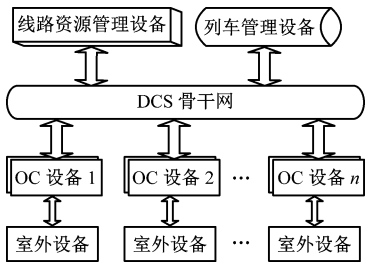 线路资源管理设备
列车管理设备
DCS 骨干网
OC 设备 1
OC 设备 2
…
OC 设备 n
室外设备
室外设备
…
室外设备